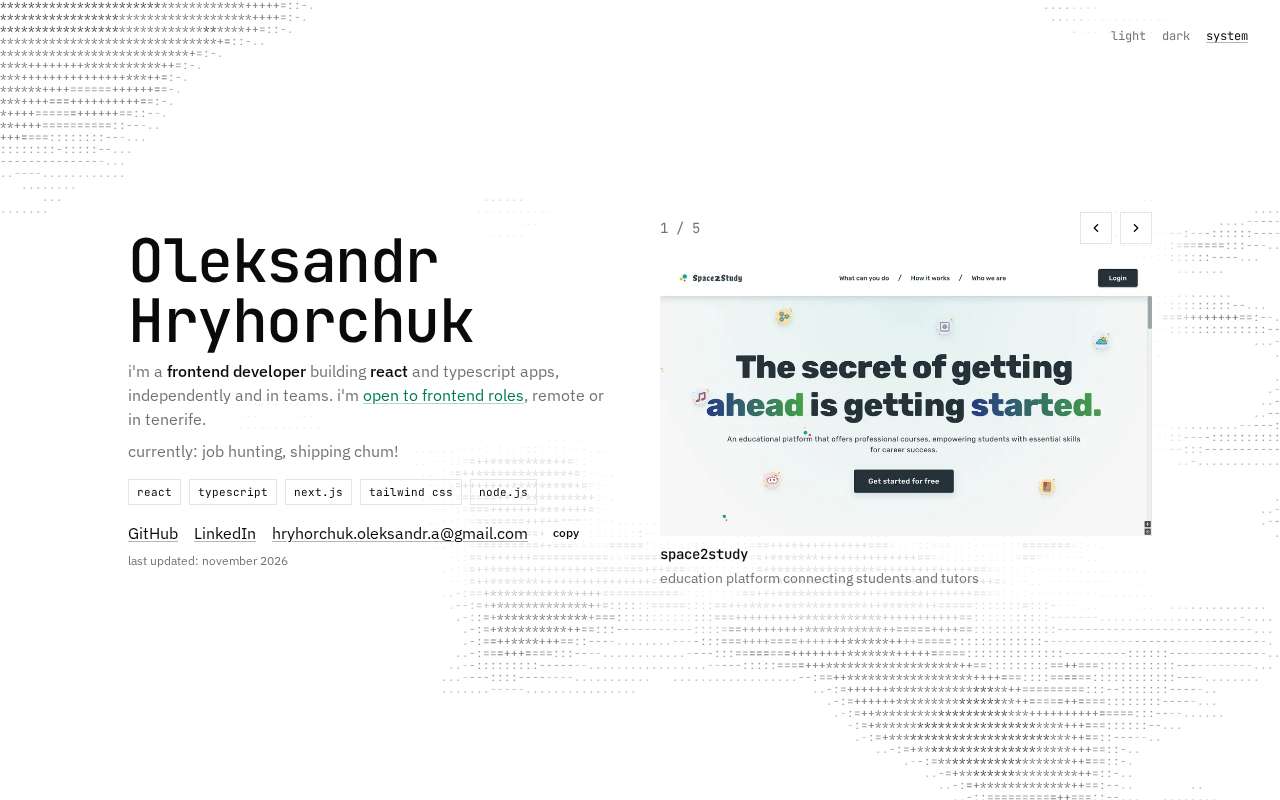 light dark system
Oleksandr
Hryhorchuk
i'm a frontend developer building react and typescript apps,
independently and in teams. i'm open to frontend roles, remote or
in tenerife.
currently: job hunting, shipping chum!
react typescript next.js tailwind css node.js
GitHub LinkedIn hryhorchuk.oleksandr.a@gmail.com copy
last updated: november 2026
1 / 5
Space2Study What can you do / How it works / Who we are Login
The secret of getting
ahead is getting started.
An educational platform that offers professional courses, empowering students with essential skills
for career success.
Get started for free
space2study
education platform connecting students and tutors